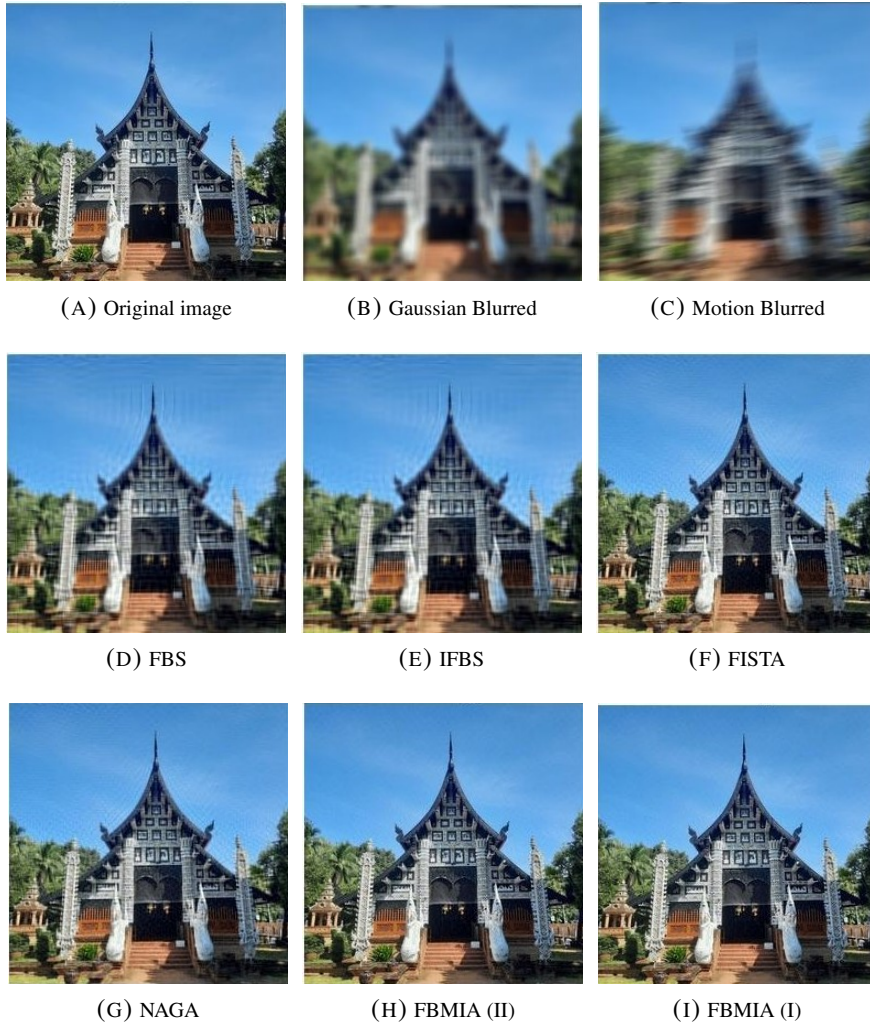 (A) Original image
(B) Gaussian Blurred
(C) Motion Blurred
(D) FBS
(E) IFBS
(F) FISTA
(G) NAGA
(H) FBMIA (II)
(I) FBMIA (I)